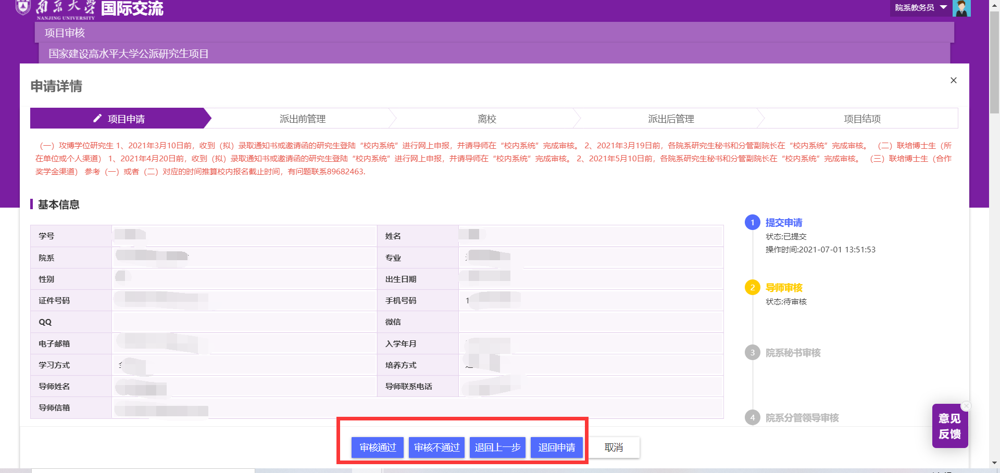 南京大学 国际交流
NANJING UNIVERSITY
院系教务员
项目审核
国家建设高水平大学公派研究生项目
申请详情
项目申请
派出前管理
离校
派出后管理
项目结项
（一）攻博学位研究生 1、2021年3月10日前，收到（拟）录取通知书或邀请函的研究生登陆“校内系统”进行网上申报，并请导师在“校内系统”完成审核。 2、2021年3月19日前，各院系研究生秘书和分管副院长在“校内系统”完成审核。 （二）联培博士生（所
在单位或个人渠道） 1、2021年4月20日前，收到（拟）录取通知书或邀请函的研究生登陆“校内系统”进行网上申报，并请导师在“校内系统”完成审核。 2、2021年5月10日前，各院系研究生秘书和分管副院长在“校内系统”完成审核。 （三）联培博士生（合作
奖学金渠道） 参考（一）或者（二）对应的时间推算校内报名截止时间，有问题联系89682463.
基本信息
学号
姓名
院系
专业
性别
出生日期
证件号码
手机号码
1
QQ
微信
电子邮箱
入学年月
学习方式
培养方式
导师姓名
导师联系电话
导师信箱
1 提交申请
状态:已提交
操作时间:2021-07-01 13:51:53
2 导师审核
状态:待审核
3 院系秘书审核
4 院系分管领导审核
意见
反馈
审核通过
审核不通过
退回上一步
退回申请
取消